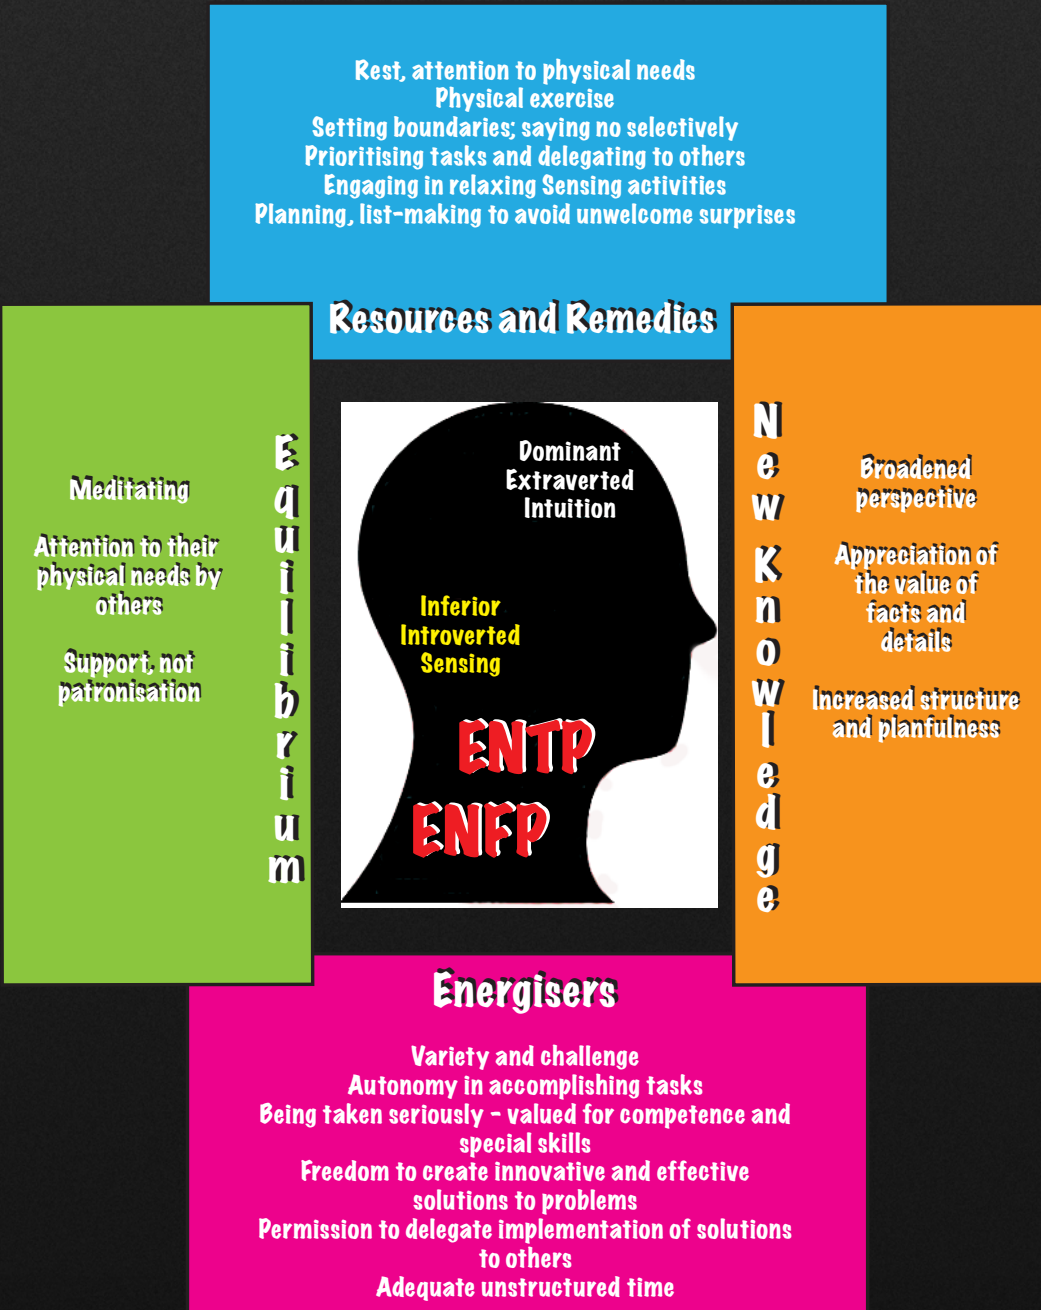 Rest, attention to physical needs
Physical exercise
Setting boundaries; saying no selectively
Prioritising tasks and delegating to others
Engaging in relaxing Sensing activities
Planning, list-making to avoid unwelcome surprises
Resources and Remedies
Equilibrium
Meditating
Attention to their
physical needs by
others
Support, not
patronisation
Dominant
Extraverted
Intuition
Inferior
Introverted
Sensing
ENTP
ENFP
New Knowledge
Broadened
perspective
Appreciation of
the value of
facts and
details
Increased structure
and planfulness
Energisers
Variety and challenge
Autonomy in accomplishing tasks
Being taken seriously - valued for competence and
special skills
Freedom to create innovative and effective
solutions to problems
Permission to delegate implementation of solutions
to others
Adequate unstructured time